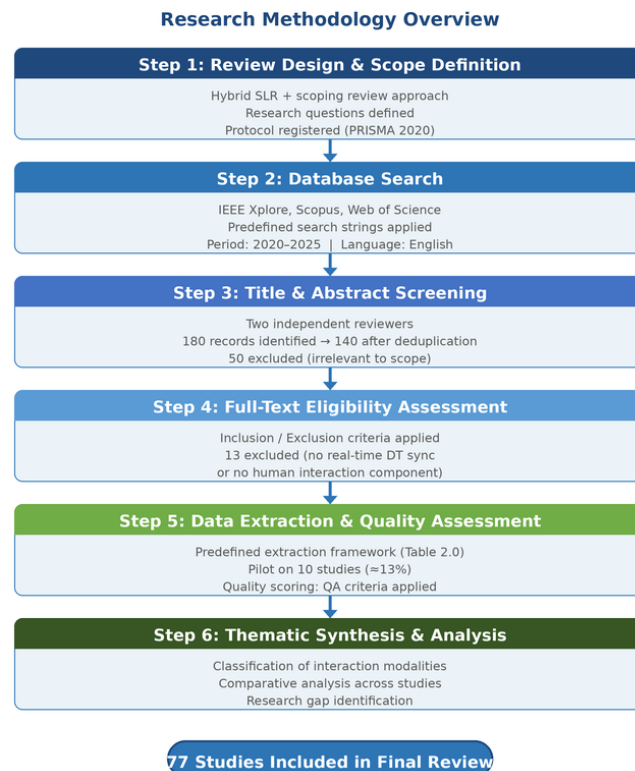 Research Methodology Overview
Step 1: Review Design & Scope Definition
Hybrid SLR + scoping review approach
Research questions defined
Protocol registered (PRISMA 2020)
Step 2: Database Search
IEEE Xplore, Scopus, Web of Science
Predefined search strings applied
Period: 2020–2025 | Language: English
Step 3: Title & Abstract Screening
Two independent reviewers
180 records identified → 140 after deduplication
50 excluded (irrelevant to scope)
Step 4: Full-Text Eligibility Assessment
Inclusion / Exclusion criteria applied
13 excluded (no real-time DT sync
or no human interaction component)
Step 5: Data Extraction & Quality Assessment
Predefined extraction framework (Table 2.0)
Pilot on 10 studies (≈13%)
Quality scoring: QA criteria applied
Step 6: Thematic Synthesis & Analysis
Classification of interaction modalities
Comparative analysis across studies
Research gap identification
77 Studies Included in Final Review